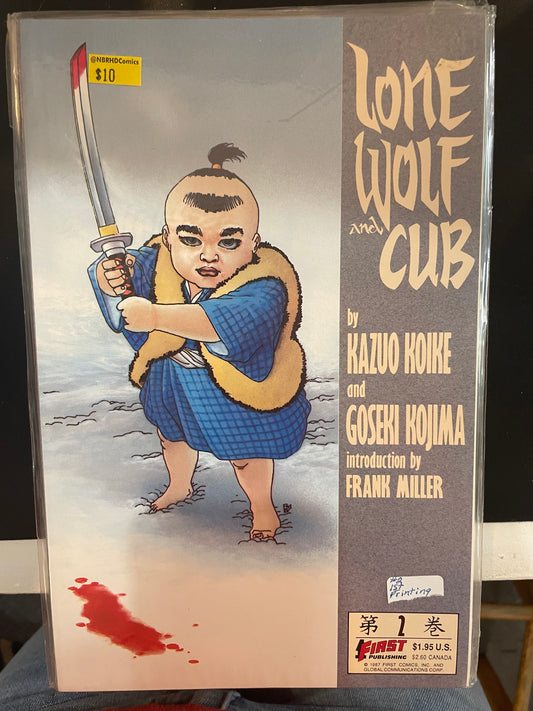 @NBRHDComics
$10
LONE
WOLF
and
CUB
by
KAZUO KOIKE
and
GOSEKI KOJIMA
introduction by
FRANK MILLER
#2
1st
Printing
第 2 巻
FIRST
PUBLISHING
$1.95 U.S.
$2.60 CANADA
© 1987 FIRST COMICS, INC. AND
GLOBAL COMMUNICATIONS CORP.